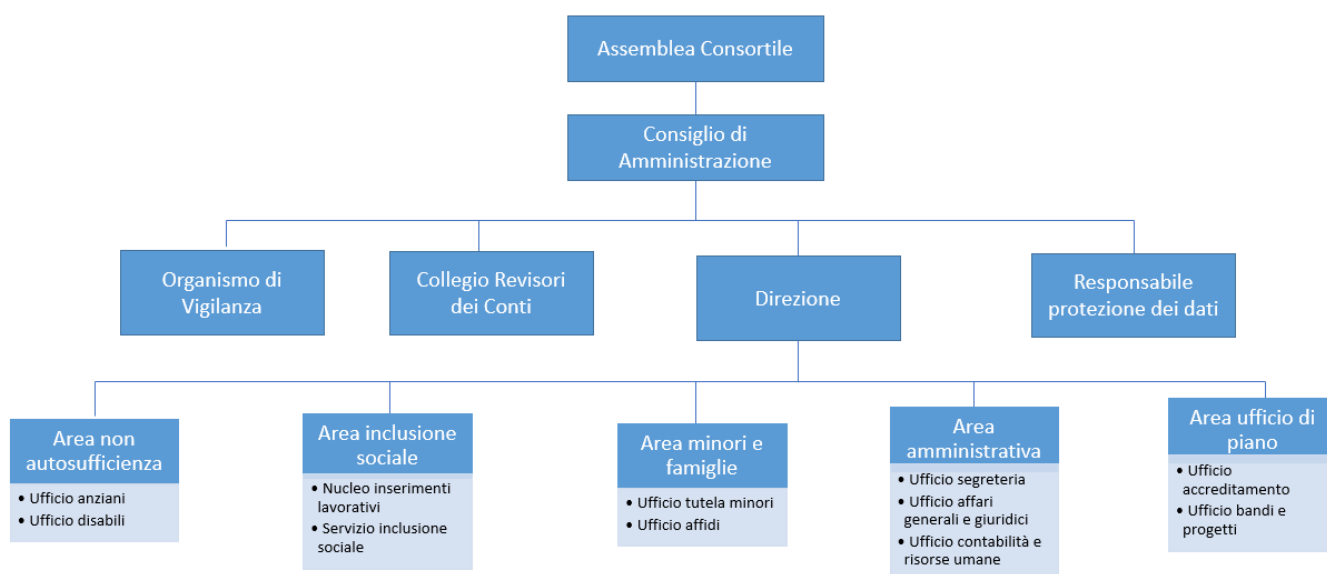 Assemblea Consortile
Consiglio di
Amministrazione
Organismo di
Vigilanza
Collegio Revisori
dei Conti
Direzione
Responsabile
protezione dei dati
Area non
autosufficienza
• Ufficio anziani
• Ufficio disabili
Area inclusione
sociale
• Nucleo inserimenti
lavorativi
• Servizio inclusione
sociale
Area minori e
famiglie
• Ufficio tutela minori
• Ufficio affidi
Area
amministrativa
• Ufficio segreteria
• Ufficio affari
generali e giuridici
• Ufficio contabilità e
risorse umane
Area ufficio di
piano
• Ufficio
accreditamento
• Ufficio bandi e
progetti